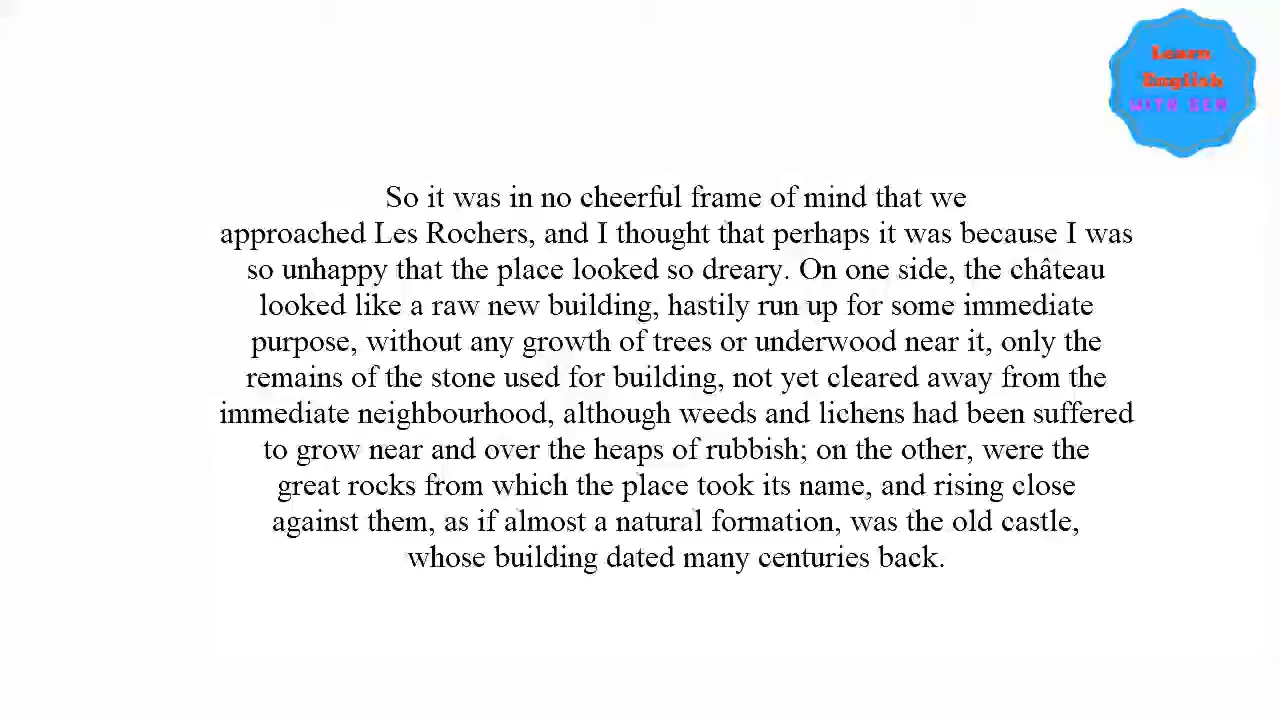 Learn
English
WITH
So it was in no cheerful frame of mind that we
approached Les Rochers, and I thought that perhaps it was because I was
so unhappy that the place looked so dreary. On one side, the château
looked like a raw new building, hastily run up for some immediate
purpose, without any growth of trees or underwood near it, only the
remains of the stone used for building, not yet cleared away from the
immediate neighbourhood, although weeds and lichens had been suffered
to grow near and over the heaps of rubbish; on the other, were the
great rocks from which the place took its name, and rising close
against them, as if almost a natural formation, was the old castle,
whose building dated many centuries back.